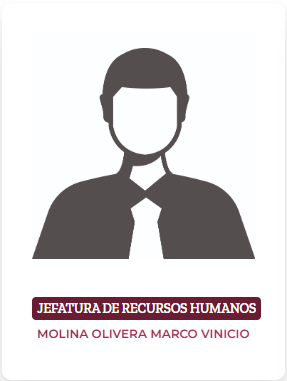 JEFATURA DE RECURSOS HUMANOS
MOLINA OLIVERA MARCO VINICIO